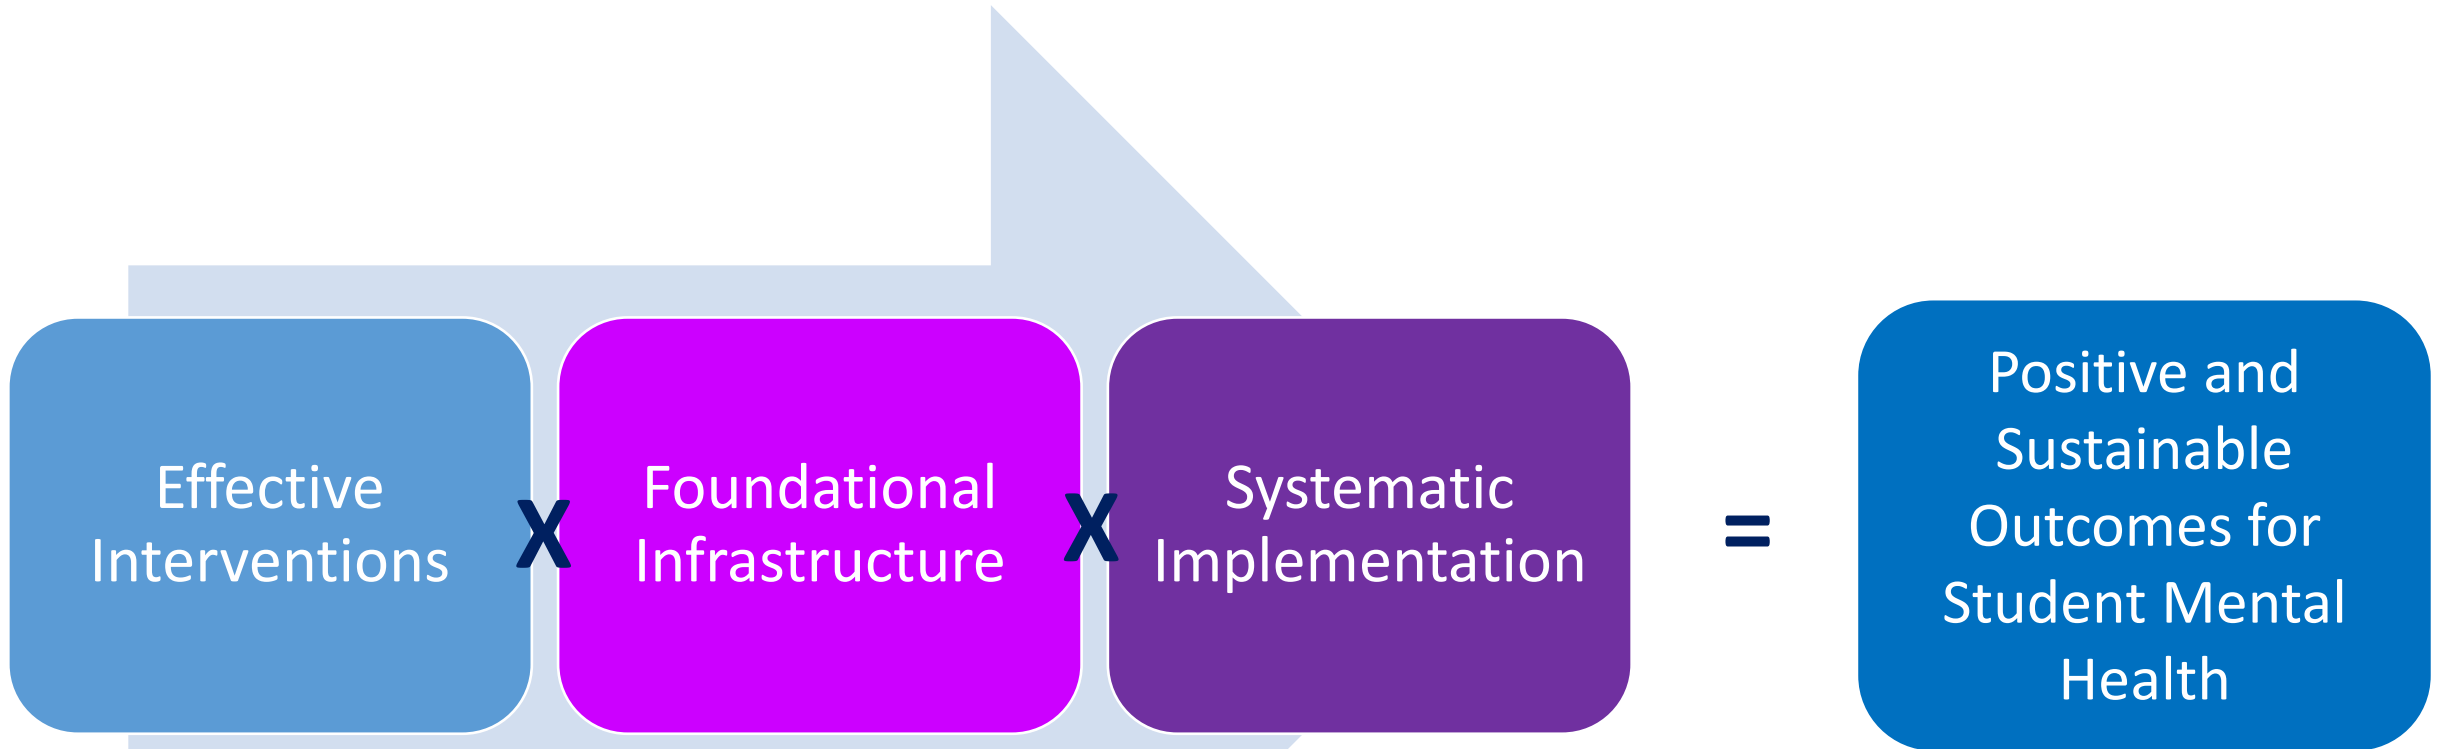 Effective
Interventions
X
Foundational
Infrastructure
X
Systematic
Implementation
=
Positive and
Sustainable
Outcomes for
Student Mental
Health